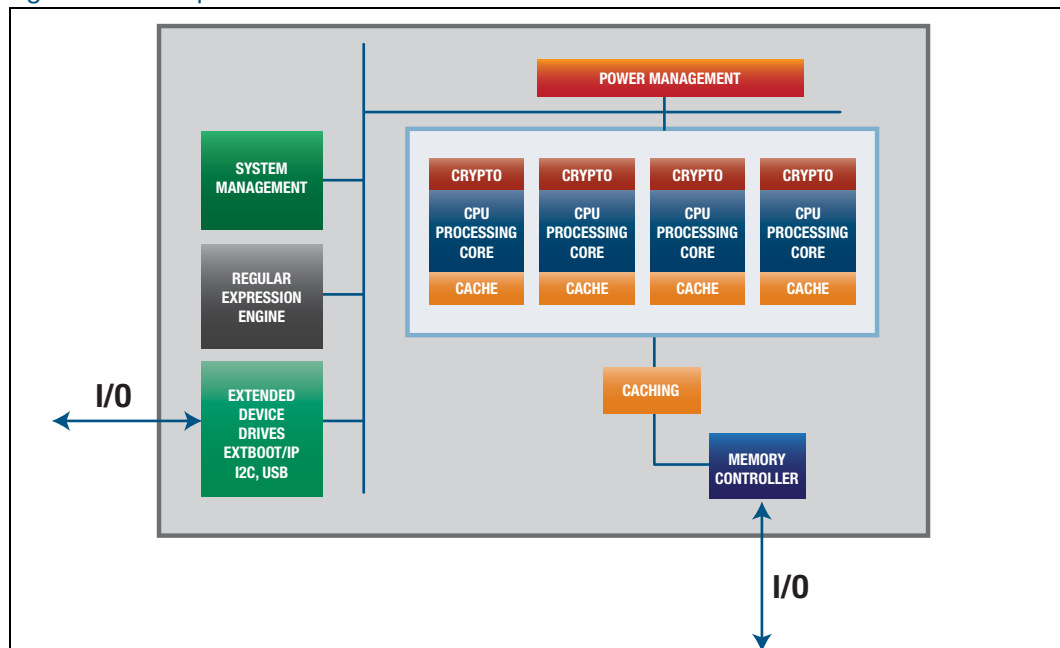 POWER MANAGEMENT
SYSTEM
MANAGEMENT
CRYPTO
CPU
PROCESSING
CORE
CACHE
CRYPTO
CPU
PROCESSING
CORE
CACHE
CRYPTO
CPU
PROCESSING
CORE
CACHE
CRYPTO
CPU
PROCESSING
CORE
CACHE
REGULAR
EXPRESSION
ENGINE
I/O
EXTENDED
DEVICE
DRIVES
EXTBOOT/IP
I2C, USB
CACHING
MEMORY
CONTROLLER
I/O